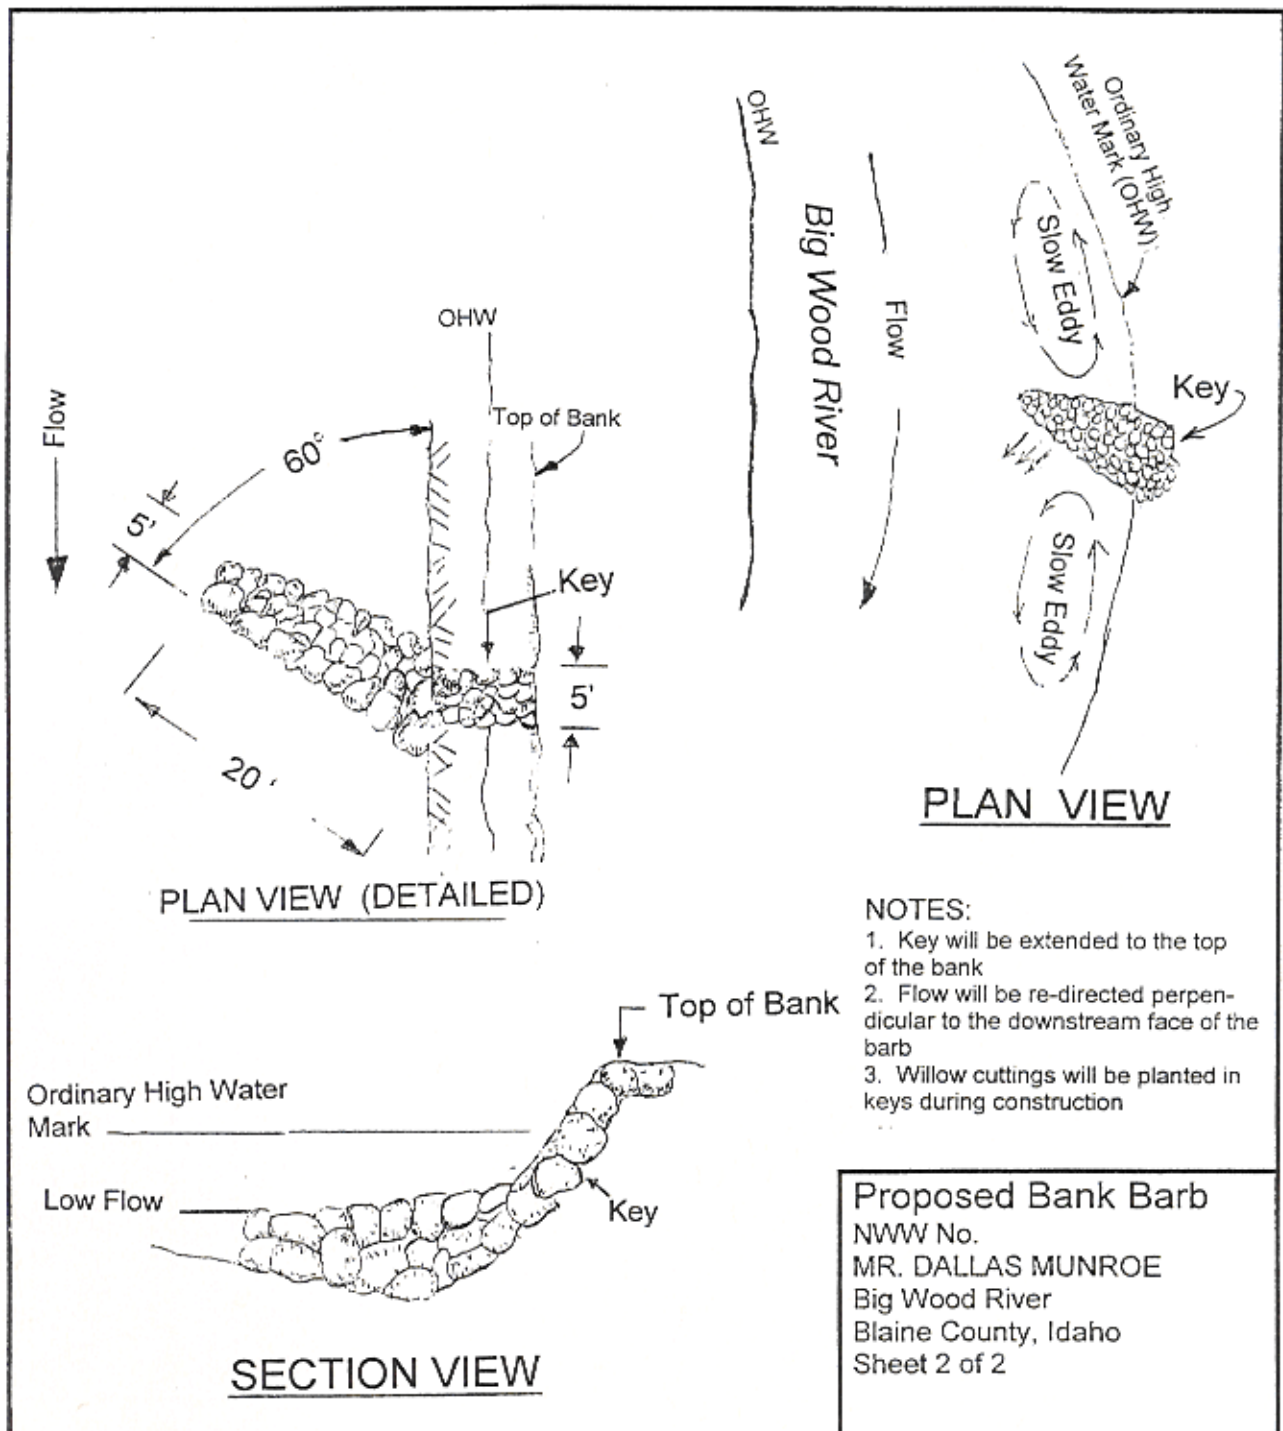 OHW
Big Wood River
Flow
Ordinary High
Water Mark (OHW)
Slow Eddy
Key
Slow Eddy
PLAN VIEW
Flow
OHW
Top of Bank
60°
5'
Key
5'
20'
PLAN VIEW (DETAILED)
NOTES:
1. Key will be extended to the top
of the bank
2. Flow will be re-directed perpen-
dicular to the downstream face of the
barb
3. Willow cuttings will be planted in
keys during construction
Top of Bank
Ordinary High Water
Mark
Low Flow
Key
SECTION VIEW
Proposed Bank Barb
NWW No.
MR. DALLAS MUNROE
Big Wood River
Blaine County, Idaho
Sheet 2 of 2